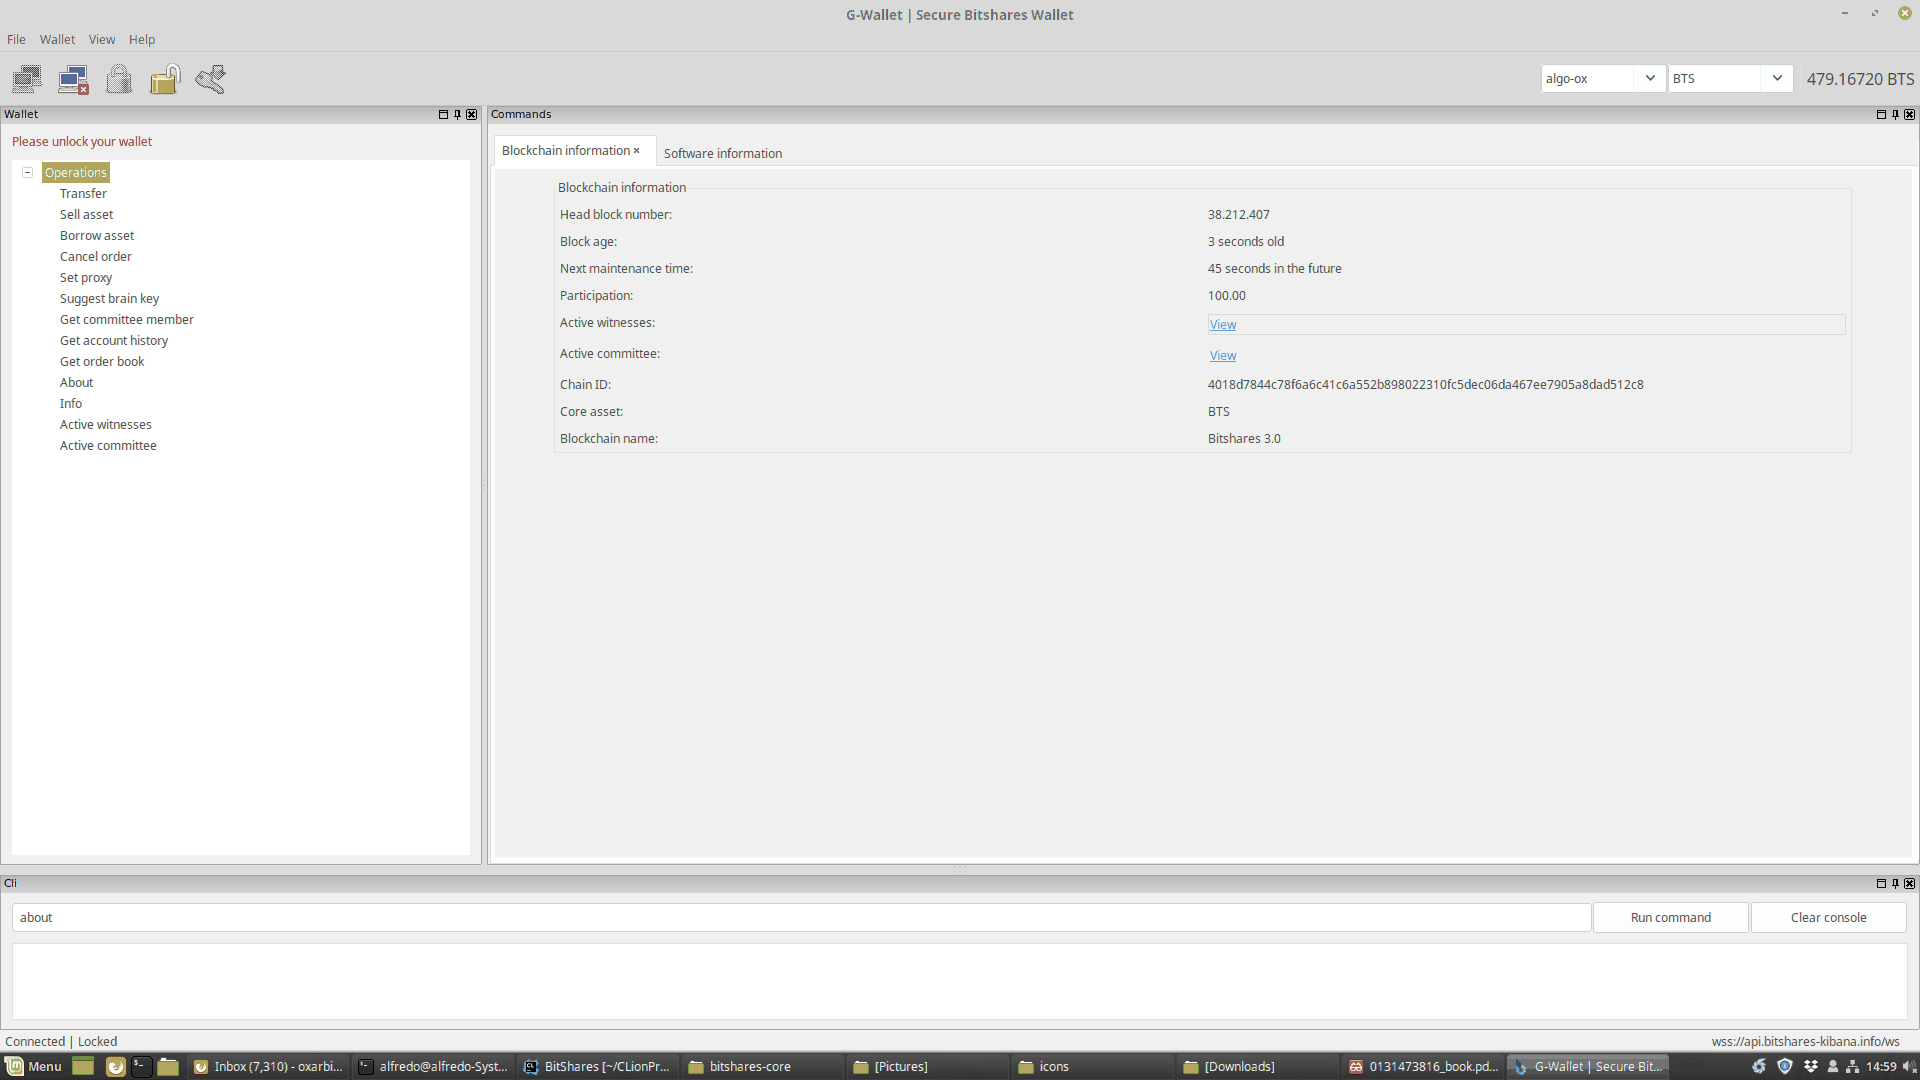 G-Wallet | Secure Bitshares Wallet
File Wallet View Help
algo-ox BTS 479.16720 BTS
Wallet
Commands
Please unlock your wallet
Blockchain information × Software information
Operations
Transfer
Sell asset
Borrow asset
Cancel order
Set proxy
Suggest brain key
Get committee member
Get account history
Get order book
About
Info
Active witnesses
Active committee
Blockchain information
Head block number: 38.212.407
Block age: 3 seconds old
Next maintenance time: 45 seconds in the future
Participation: 100.00
Active witnesses: View
Active committee: View
Chain ID: 4018d7844c78f6a6c41c6a552b898022310fc5dec06da467ee7905a8dad512c8
Core asset: BTS
Blockchain name: Bitshares 3.0
Cli
about Run command Clear console
Connected | Locked wss://api.bitshares-kibana.info/ws
Menu Inbox (7,310) - oxarbi... alfredo@alfredo-Syst... BitShares [~/CLionPr... bitshares-core [Pictures] icons [Downloads] 0131473816_book.pd... G-Wallet | Secure Bit... 14:59